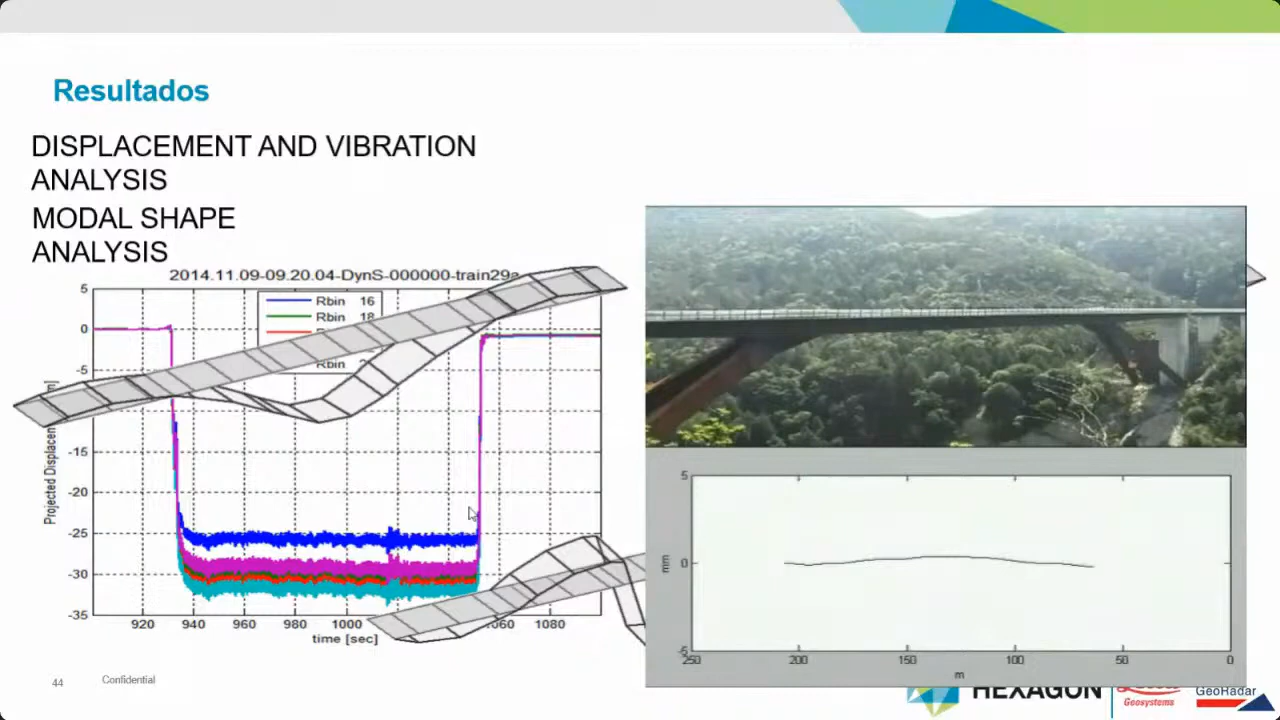 Resultados
DISPLACEMENT AND VIBRATION
ANALYSIS
MODAL SHAPE
ANALYSIS
2014.11.09-09.20.04-DynS-000000-train29a
Rbin 16
Rbin 18
Rbin
5
0
-5
-15
-20
-25
-30
-35
Projected Displacem
920
940
960
980
1000
1060
1080
time [sec]
5
0
-5
mm
250
200
150
100
50
0
m
44
Confidential
HEXAGON
Geosystems
GeoRadar